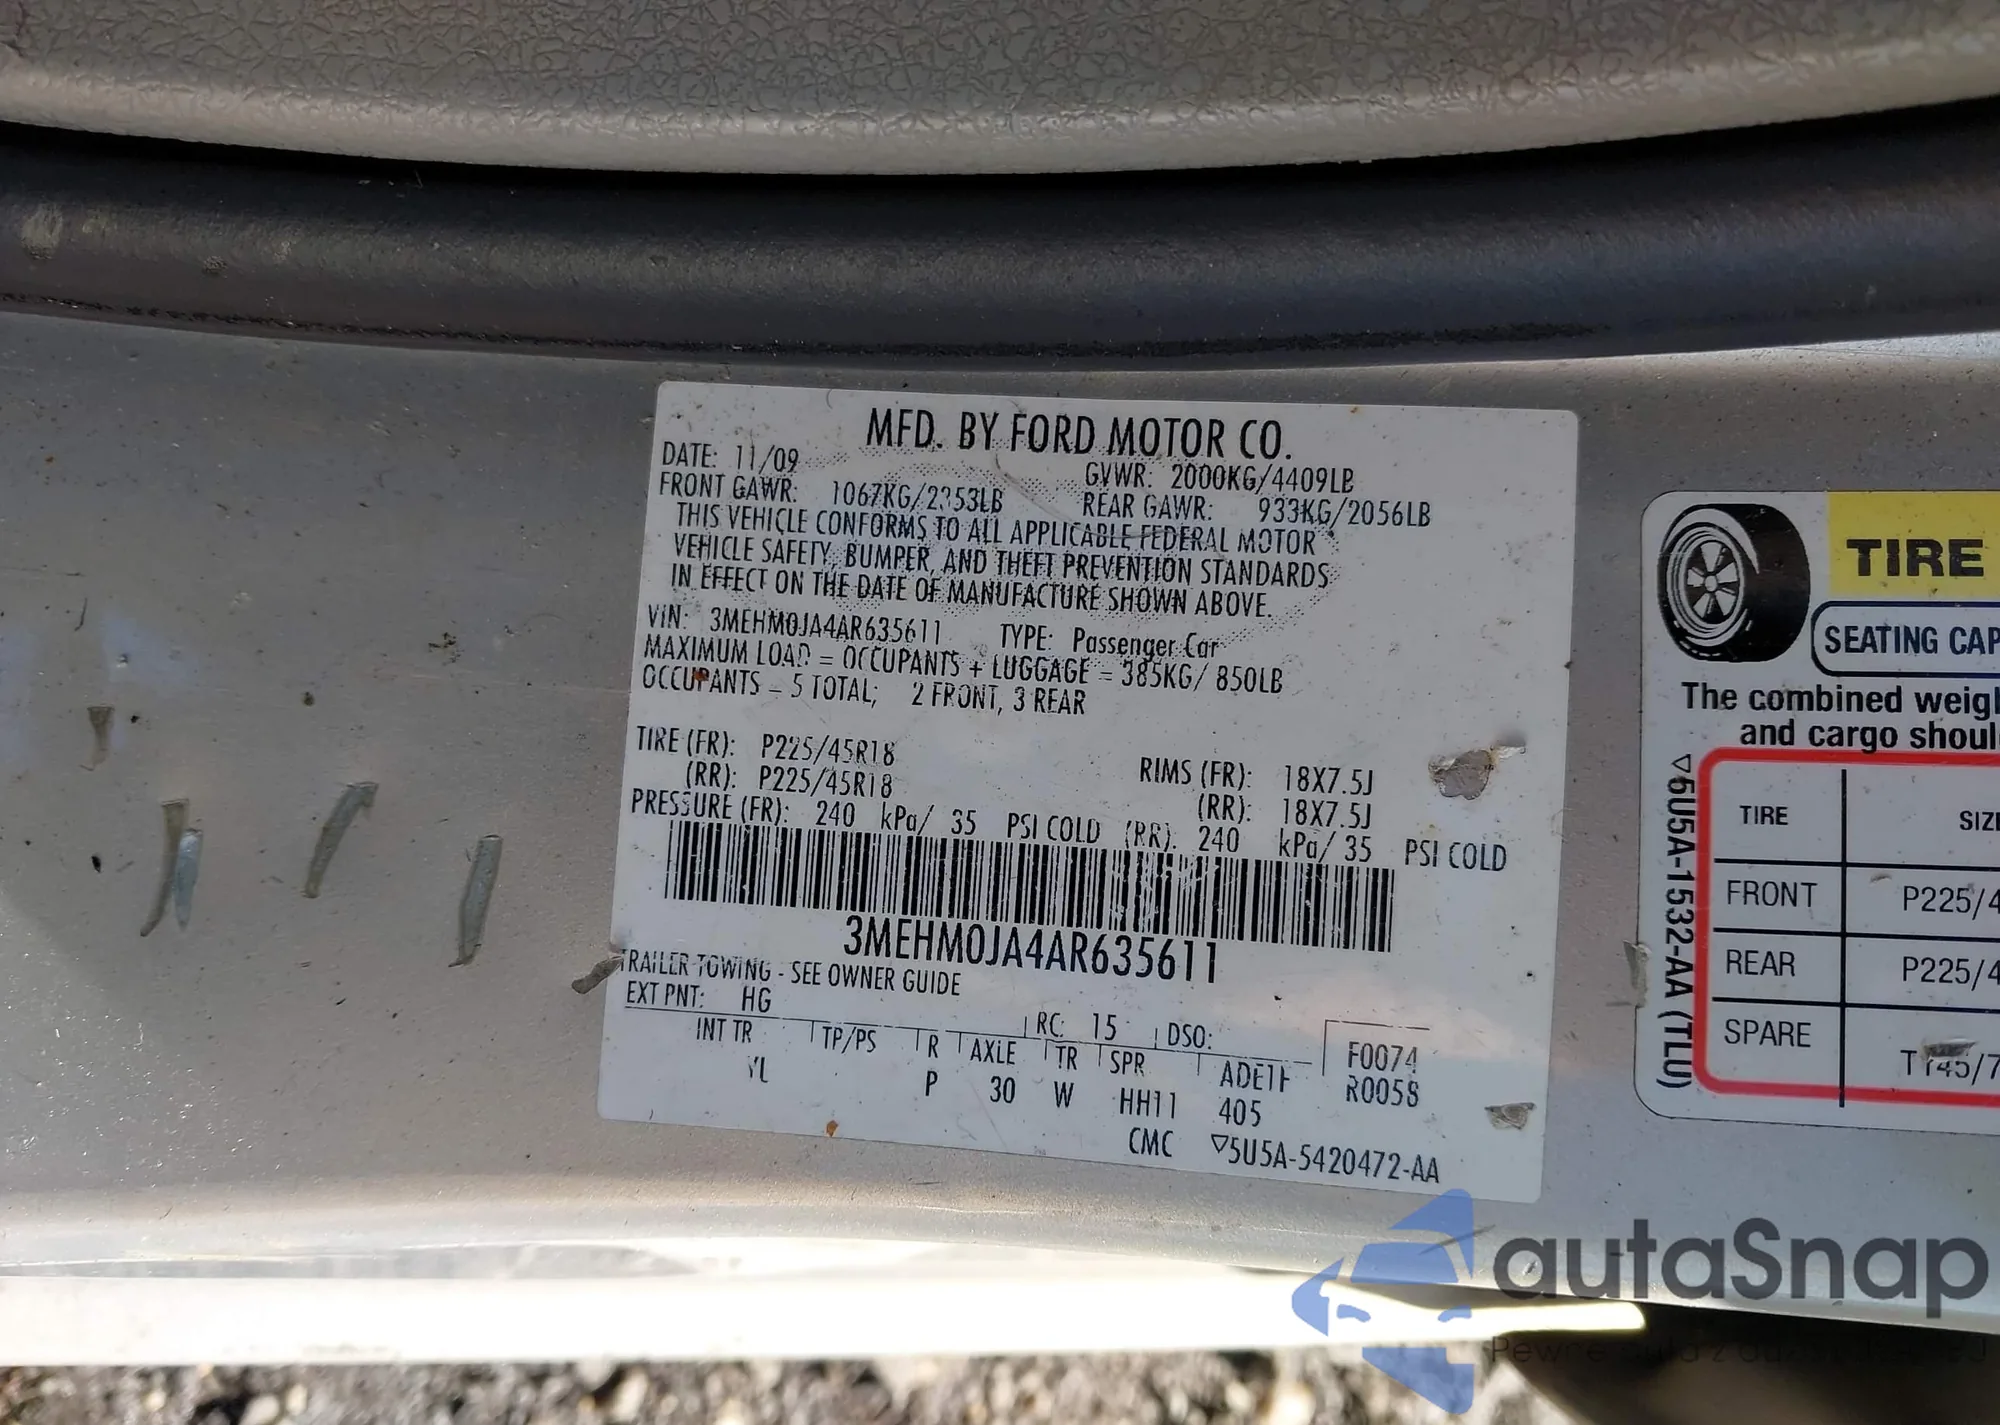 MFD. BY FORD MOTOR CO.
DATE: 11/09 GVWR: 2000KG/4409LB
FRONT GAWR: 1067KG/2353LB REAR GAWR: 933KG/2056LB
THIS VEHICLE CONFORMS TO ALL APPLICABLE FEDERAL MOTOR
VEHICLE SAFETY, BUMPER, AND THEFT PREVENTION STANDARDS
IN EFFECT ON THE DATE OF MANUFACTURE SHOWN ABOVE.
VIN: 3MEHM0JA4AR635611 TYPE: Passenger Car
MAXIMUM LOAD = OCCUPANTS + LUGGAGE = 385KG/ 850LB
OCCUPANTS = 5 TOTAL; 2 FRONT, 3 REAR
TIRE (FR): P225/45R18 RIMS (FR): 18X7.5J
(RR): P225/45R18 (RR): 18X7.5J
PRESSURE (FR): 240 kPa/ 35 PSI COLD (RR): 240 kPa/ 35 PSI COLD
3MEHM0JA4AR635611
TRAILER TOWING - SEE OWNER GUIDE
EXT PNT: HG RC: 15 DSO: F0074
INT TR TP/PS R AXLE TR SPR R0058
YL P 30 W HH11 405
CMC ▽5U5A-5420472-AA
TIRE
SEATING CAP
The combined weigh
and cargo shoul
▽5U5A-1532-AA (TLU)
TIRE SIZE
FRONT P225/4
REAR P225/4
SPARE T145/7
autaSnap